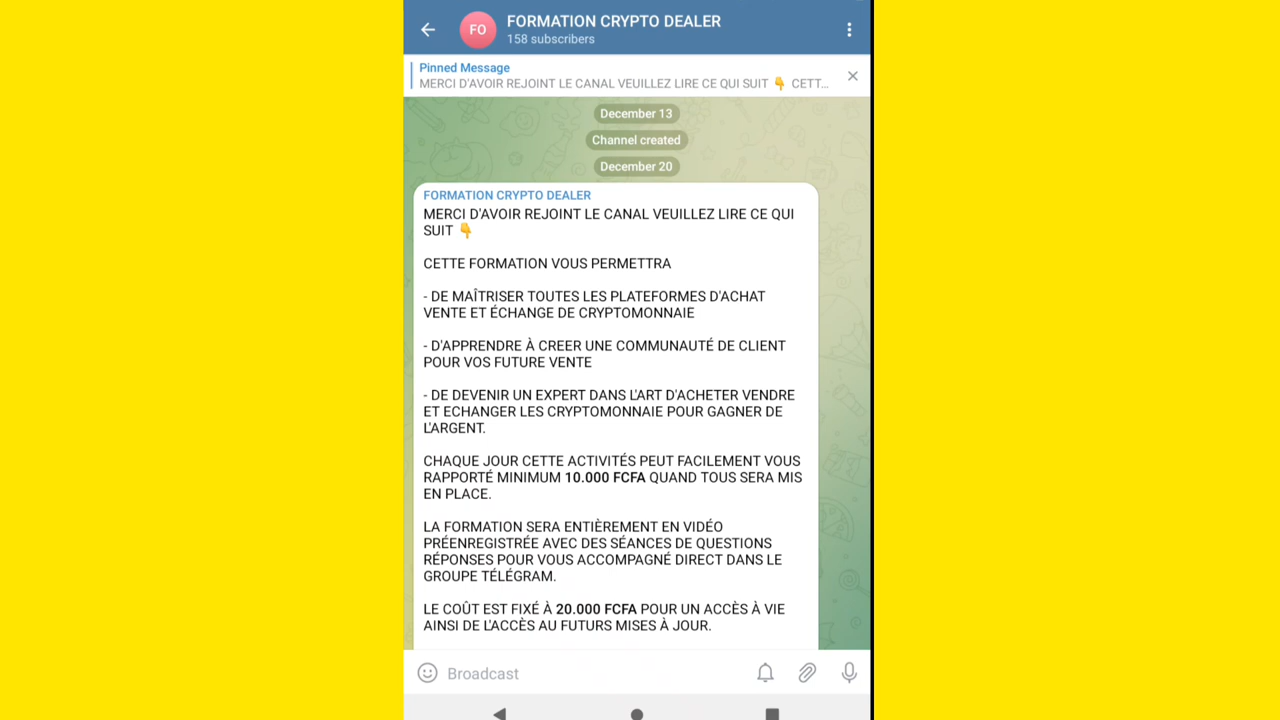 FO
FORMATION CRYPTO DEALER
158 subscribers
Pinned Message
MERCI D'AVOIR REJOINT LE CANAL VEUILLEZ LIRE CE QUI SUIT 👇 CETT...
December 13
Channel created
December 20
FORMATION CRYPTO DEALER
MERCI D'AVOIR REJOINT LE CANAL VEUILLEZ LIRE CE QUI
SUIT 👇
CETTE FORMATION VOUS PERMETTRA
- DE MAÎTRISER TOUTES LES PLATEFORMES D'ACHAT
VENTE ET ÉCHANGE DE CRYPTOMONNAIE
- D'APPRENDRE À CREER UNE COMMUNAUTÉ DE CLIENT
POUR VOS FUTURE VENTE
- DE DEVENIR UN EXPERT DANS L'ART D'ACHETER VENDRE
ET ECHANGER LES CRYPTOMONNAIE POUR GAGNER DE
L'ARGENT.
CHAQUE JOUR CETTE ACTIVITÉS PEUT FACILEMENT VOUS
RAPPORTÉ MINIMUM 10.000 FCFA QUAND TOUS SERA MIS
EN PLACE.
LA FORMATION SERA ENTIÈREMENT EN VIDÉO
PRÉENREGISTRÉE AVEC DES SÉANCES DE QUESTIONS
RÉPONSES POUR VOUS ACCOMPAGNÉ DIRECT DANS LE
GROUPE TÉLÉGRAM.
LE COÛT EST FIXÉ À 20.000 FCFA POUR UN ACCÈS À VIE
AINSI DE L'ACCÈS AU FUTURS MISES À JOUR.
Broadcast